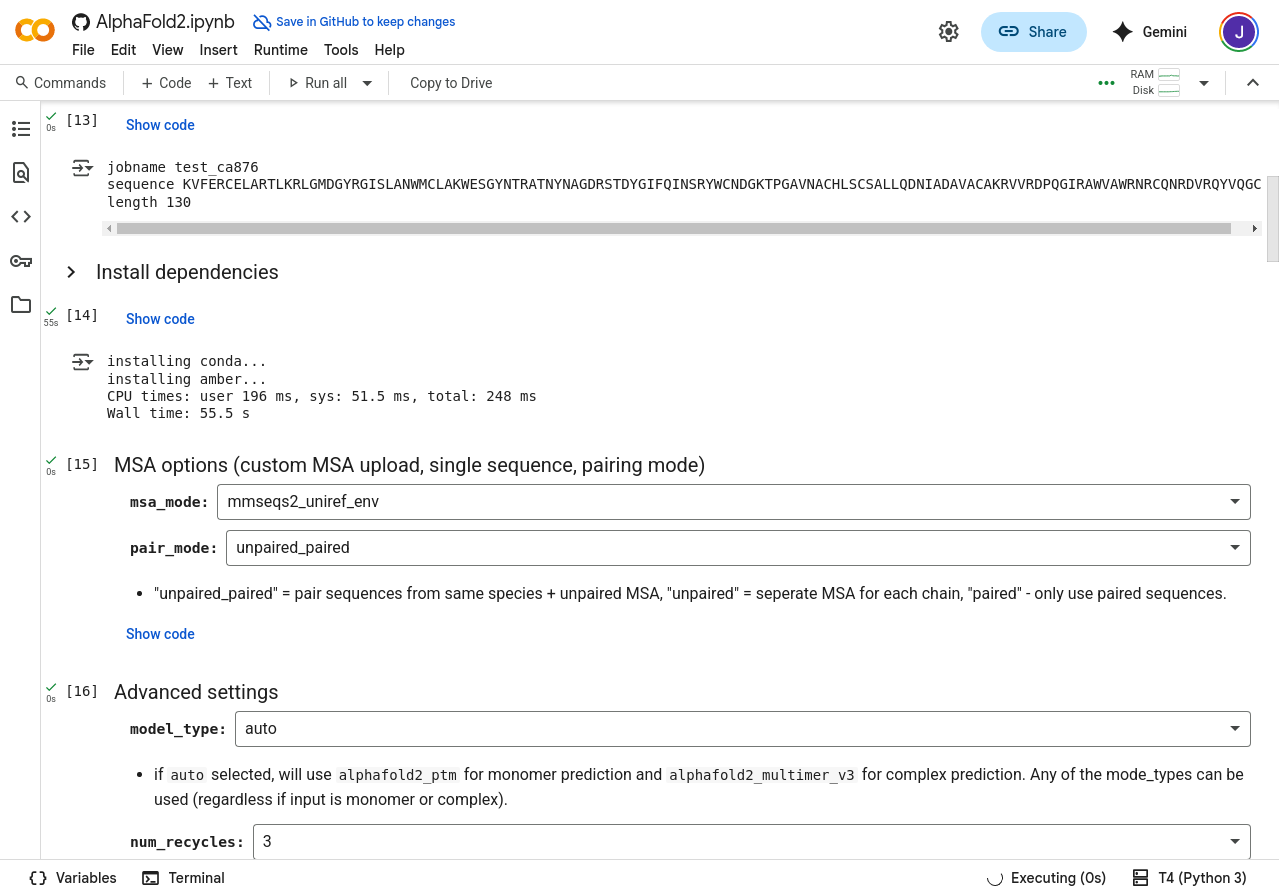 AlphaFold2.ipynb
Save in GitHub to keep changes
File Edit View Insert Runtime Tools Help
Share
Gemini
J
Commands + Code + Text Run all Copy to Drive
RAM
Disk
0s
[13]
Show code
jobname test_ca876
sequence KVFERCELARTLKRLGMDGYRGISLANWMCLAKWESGYNTRATNYNAGDRSTDYGIFQINSRYWCNDGKTPGAVNACHLSCSALLQDNIADAVACAKRVVRDPQGIRAWVAWRNRCQNRDVRQYVQGC
length 130
Install dependencies
55s
[14]
Show code
installing conda...
installing amber...
CPU times: user 196 ms, sys: 51.5 ms, total: 248 ms
Wall time: 55.5 s
0s
[15] MSA options (custom MSA upload, single sequence, pairing mode)
msa_mode: mmseqs2_uniref_env
pair_mode: unpaired_paired
• "unpaired_paired" = pair sequences from same species + unpaired MSA, "unpaired" = seperate MSA for each chain, "paired" - only use paired sequences.
Show code
0s
[16] Advanced settings
model_type: auto
• if auto selected, will use alphafold2_ptm for monomer prediction and alphafold2_multimer_v3 for complex prediction. Any of the mode_types can be
used (regardless if input is monomer or complex).
num_recycles: 3
Variables Terminal Executing (0s) T4 (Python 3)